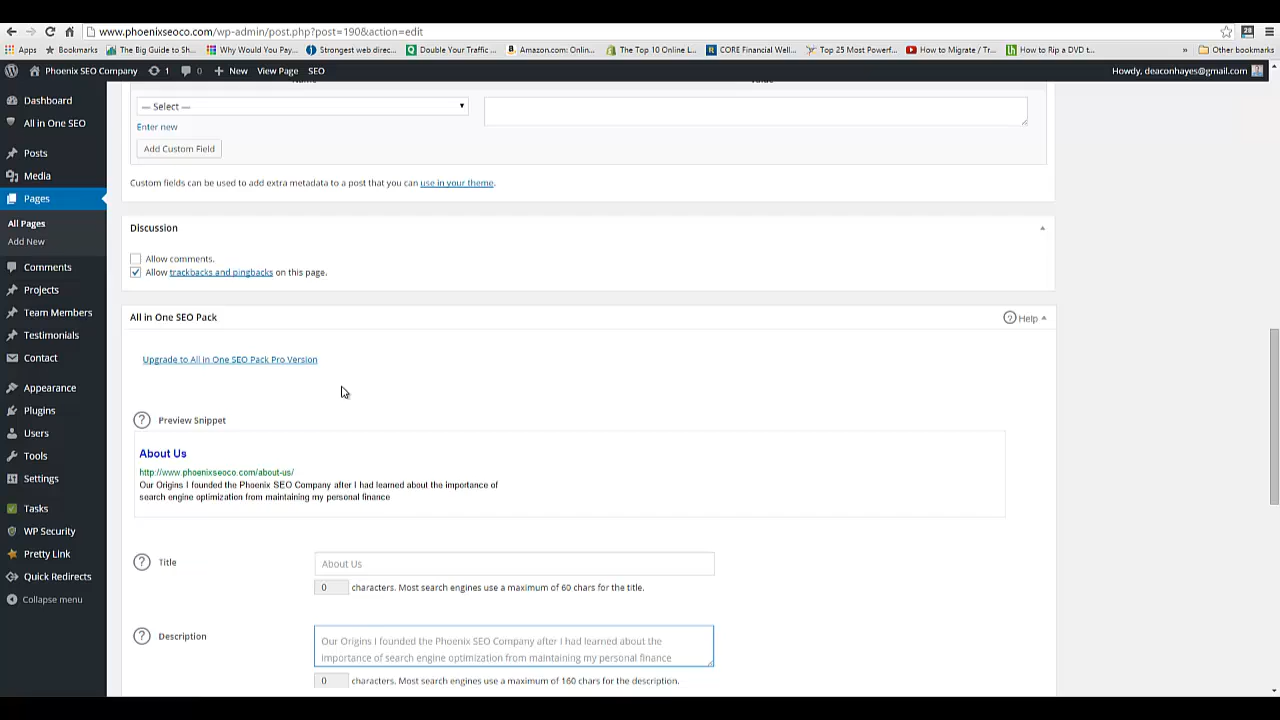 www.phoenixseoco.com/wp-admin/post.php?post=190&action=edit
Apps Bookmarks The Big Guide to Sh... Why Would You Pay... Strongest web direc... Double Your Traffic ... Amazon.com: Onlin... The Top 10 Online L... CORE Financial Well... Top 25 Most Powerf... How to Migrate / Tr... How to Rip a DVD t... » Other bookmarks
Phoenix SEO Company 1 0 + New View Page SEO Howdy, deaconhayes@gmail.com
Dashboard
All in One SEO
Posts
Media
Pages
All Pages
Add New
Comments
Projects
Team Members
Testimonials
Contact
Appearance
Plugins
Users
Tools
Settings
Tasks
WP Security
Pretty Link
Quick Redirects
Collapse menu
— Select —
Enter new
Add Custom Field
Custom fields can be used to add extra metadata to a post that you can use in your theme.
Discussion
Allow comments.
Allow trackbacks and pingbacks on this page.
All in One SEO Pack
? Help
Upgrade to All in One SEO Pack Pro Version
? Preview Snippet
About Us
http://www.phoenixseoco.com/about-us/
Our Origins I founded the Phoenix SEO Company after I had learned about the importance of
search engine optimization from maintaining my personal finance
? Title
About Us
0 characters. Most search engines use a maximum of 60 chars for the title.
? Description
Our Origins I founded the Phoenix SEO Company after I had learned about the
importance of search engine optimization from maintaining my personal finance
0 characters. Most search engines use a maximum of 160 chars for the description.